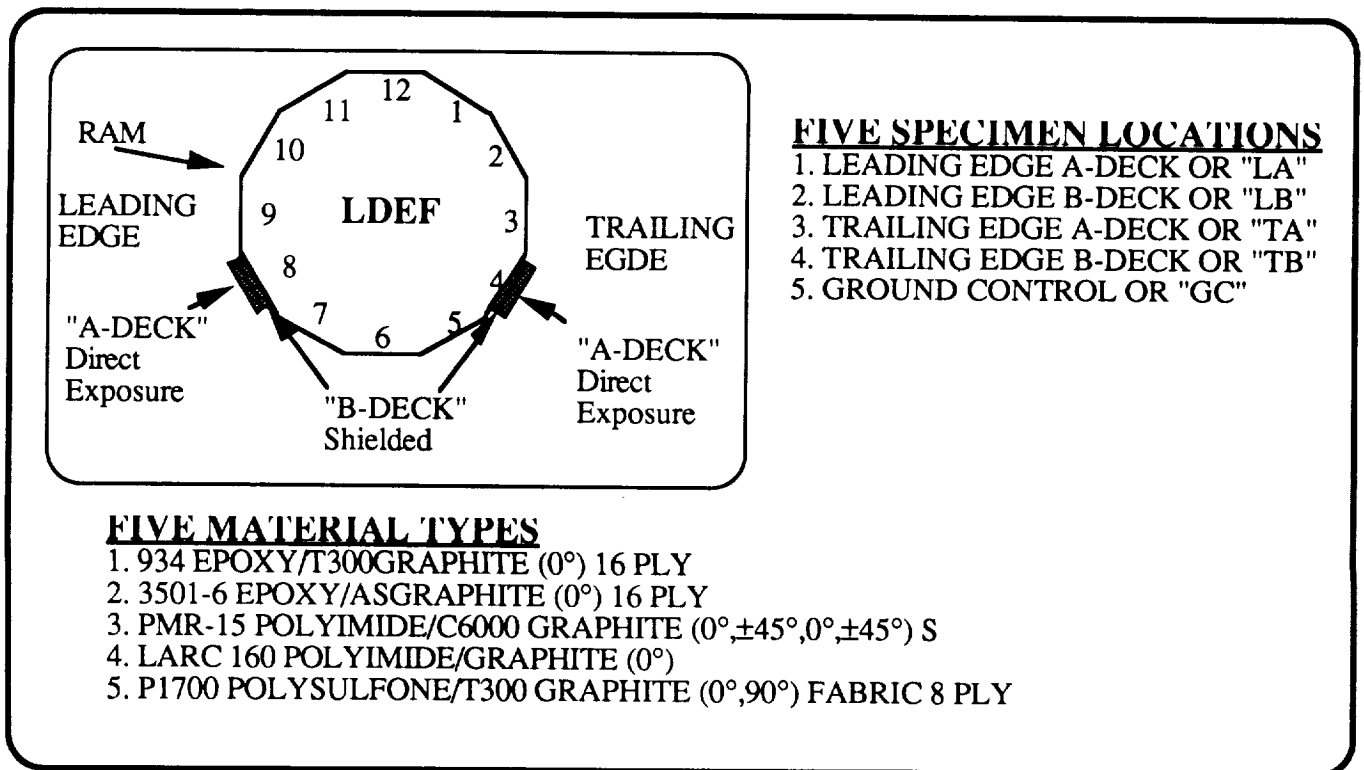 12
11
1
RAM
10
2
LEADING
EDGE
9
LDEF
3
TRAILING
EGDE
8
4
7
5
6
"A-DECK"
Direct
Exposure
"B-DECK"
Shielded
"A-DECK"
Direct
Exposure
FIVE SPECIMEN LOCATIONS
1. LEADING EDGE A-DECK OR "LA"
2. LEADING EDGE B-DECK OR "LB"
3. TRAILING EDGE A-DECK OR "TA"
4. TRAILING EDGE B-DECK OR "TB"
5. GROUND CONTROL OR "GC"
FIVE MATERIAL TYPES
1. 934 EPOXY/T300GRAPHITE (0°) 16 PLY
2. 3501-6 EPOXY/ASGRAPHITE (0°) 16 PLY
3. PMR-15 POLYIMIDE/C6000 GRAPHITE (0°,±45°,0°,±45°) S
4. LARC 160 POLYIMIDE/GRAPHITE (0°)
5. P1700 POLYSULFONE/T300 GRAPHITE (0°,90°) FABRIC 8 PLY